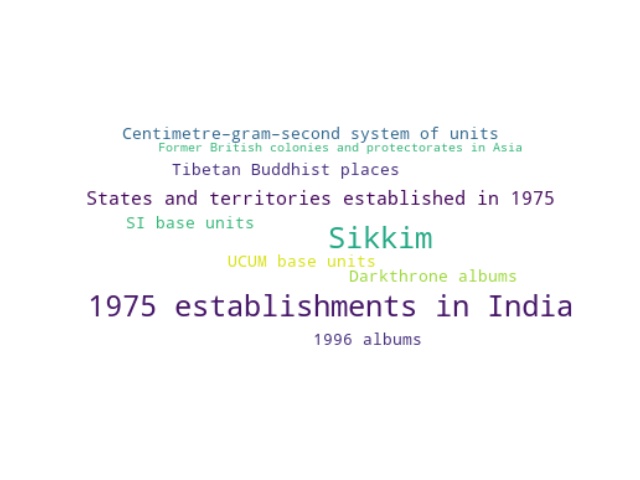 Centimetre–gram–second system of units
Former British colonies and protectorates in Asia
Tibetan Buddhist places
States and territories established in 1975
SI base units
Sikkim
UCUM base units
Darkthrone albums
1975 establishments in India
1996 albums